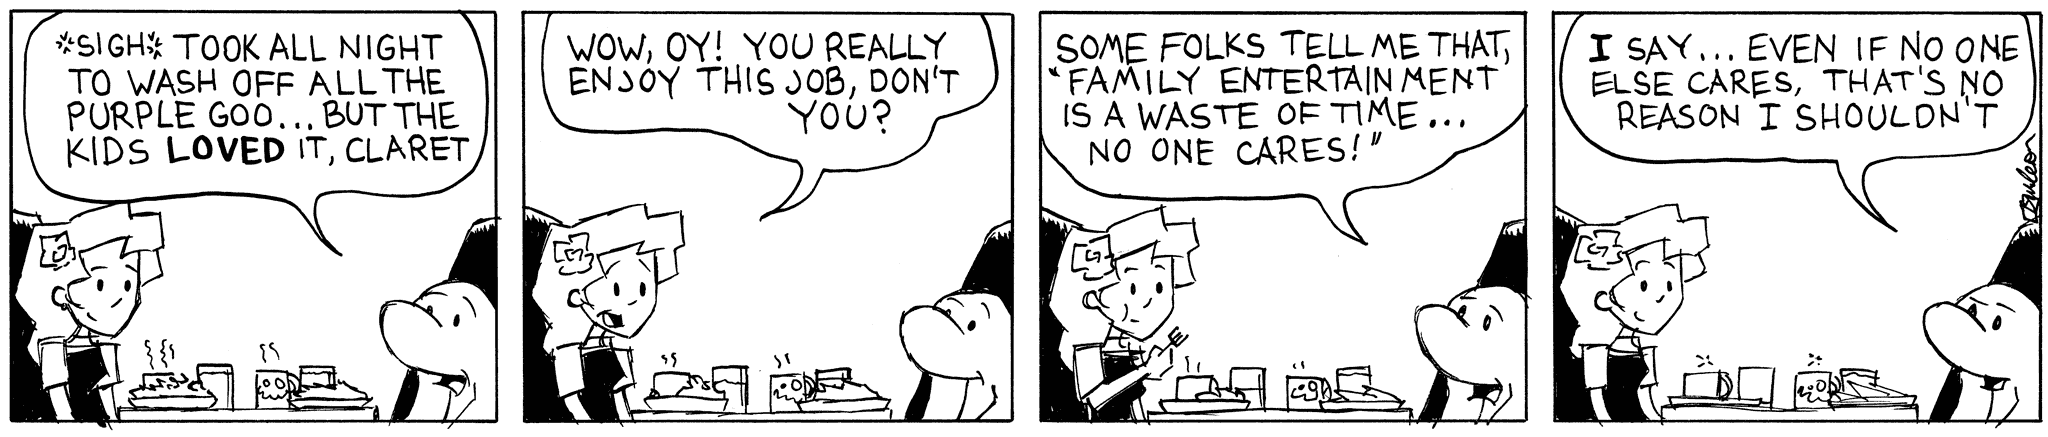 *SIGH* TOOK ALL NIGHT
TO WASH OFF ALL THE
PURPLE GOO... BUT THE
KIDS LOVED IT, CLARET
WOW, OY! YOU REALLY
ENJOY THIS JOB, DON'T
YOU?
SOME FOLKS TELL ME THAT,
"FAMILY ENTERTAINMENT
IS A WASTE OF TIME...
NO ONE CARES!"
I SAY... EVEN IF NO ONE
ELSE CARES, THAT'S NO
REASON I SHOULDN'T